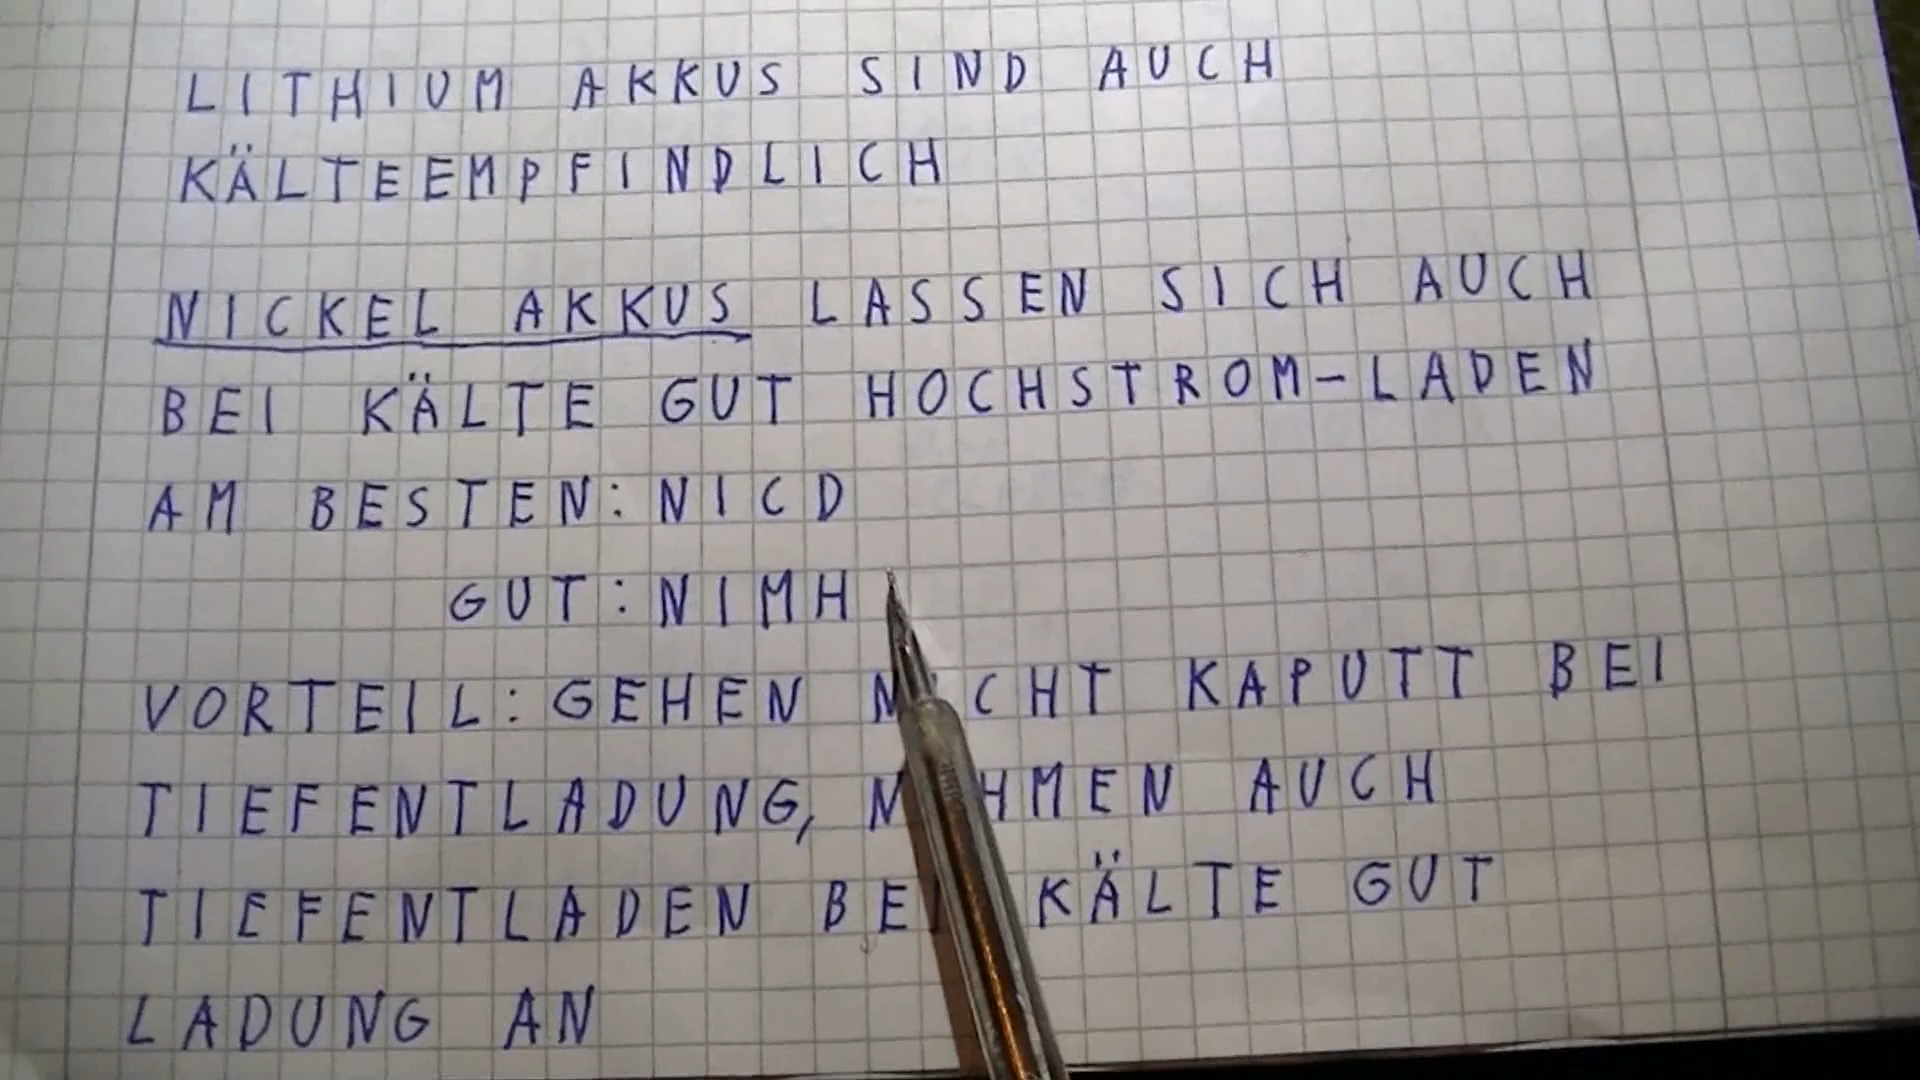 LITHIUM AKKUS SIND AUCH
KÄLTEEMPFINDLICH
NICKEL AKKUS LASSEN SICH AUCH
BEI KÄLTE GUT HOCHSTROM-LADEN
AM BESTEN: NICD
GUT: NIMH
VORTEIL: GEHEN NICHT KAPUTT BEI
TIEFENTLADUNG, NEHMEN AUCH
TIEFENTLADEN BEI KÄLTE GUT
LADUNG AN